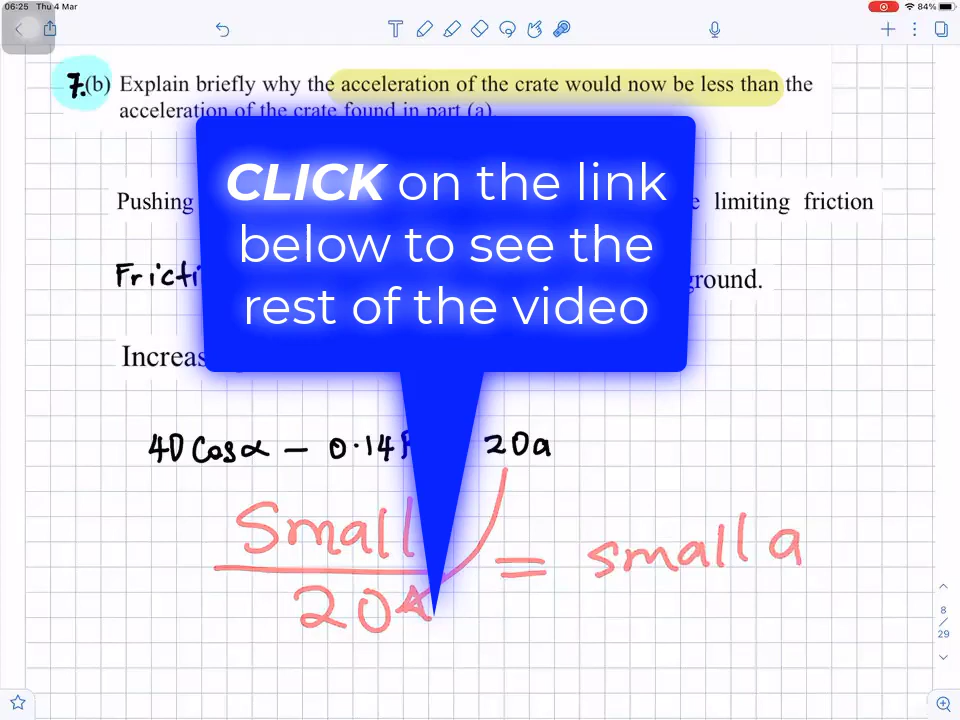 06:25 Thu 4 Mar 84%
7.(b) Explain briefly why the acceleration of the crate would now be less than the
acceleration of the crate found in part (a).
CLICK on the link
below to see the
rest of the video
Pushing limiting friction
Fricti ground.
Increas
40 Cosα − 0.14 20a
Small
20 = small a
8
/
29